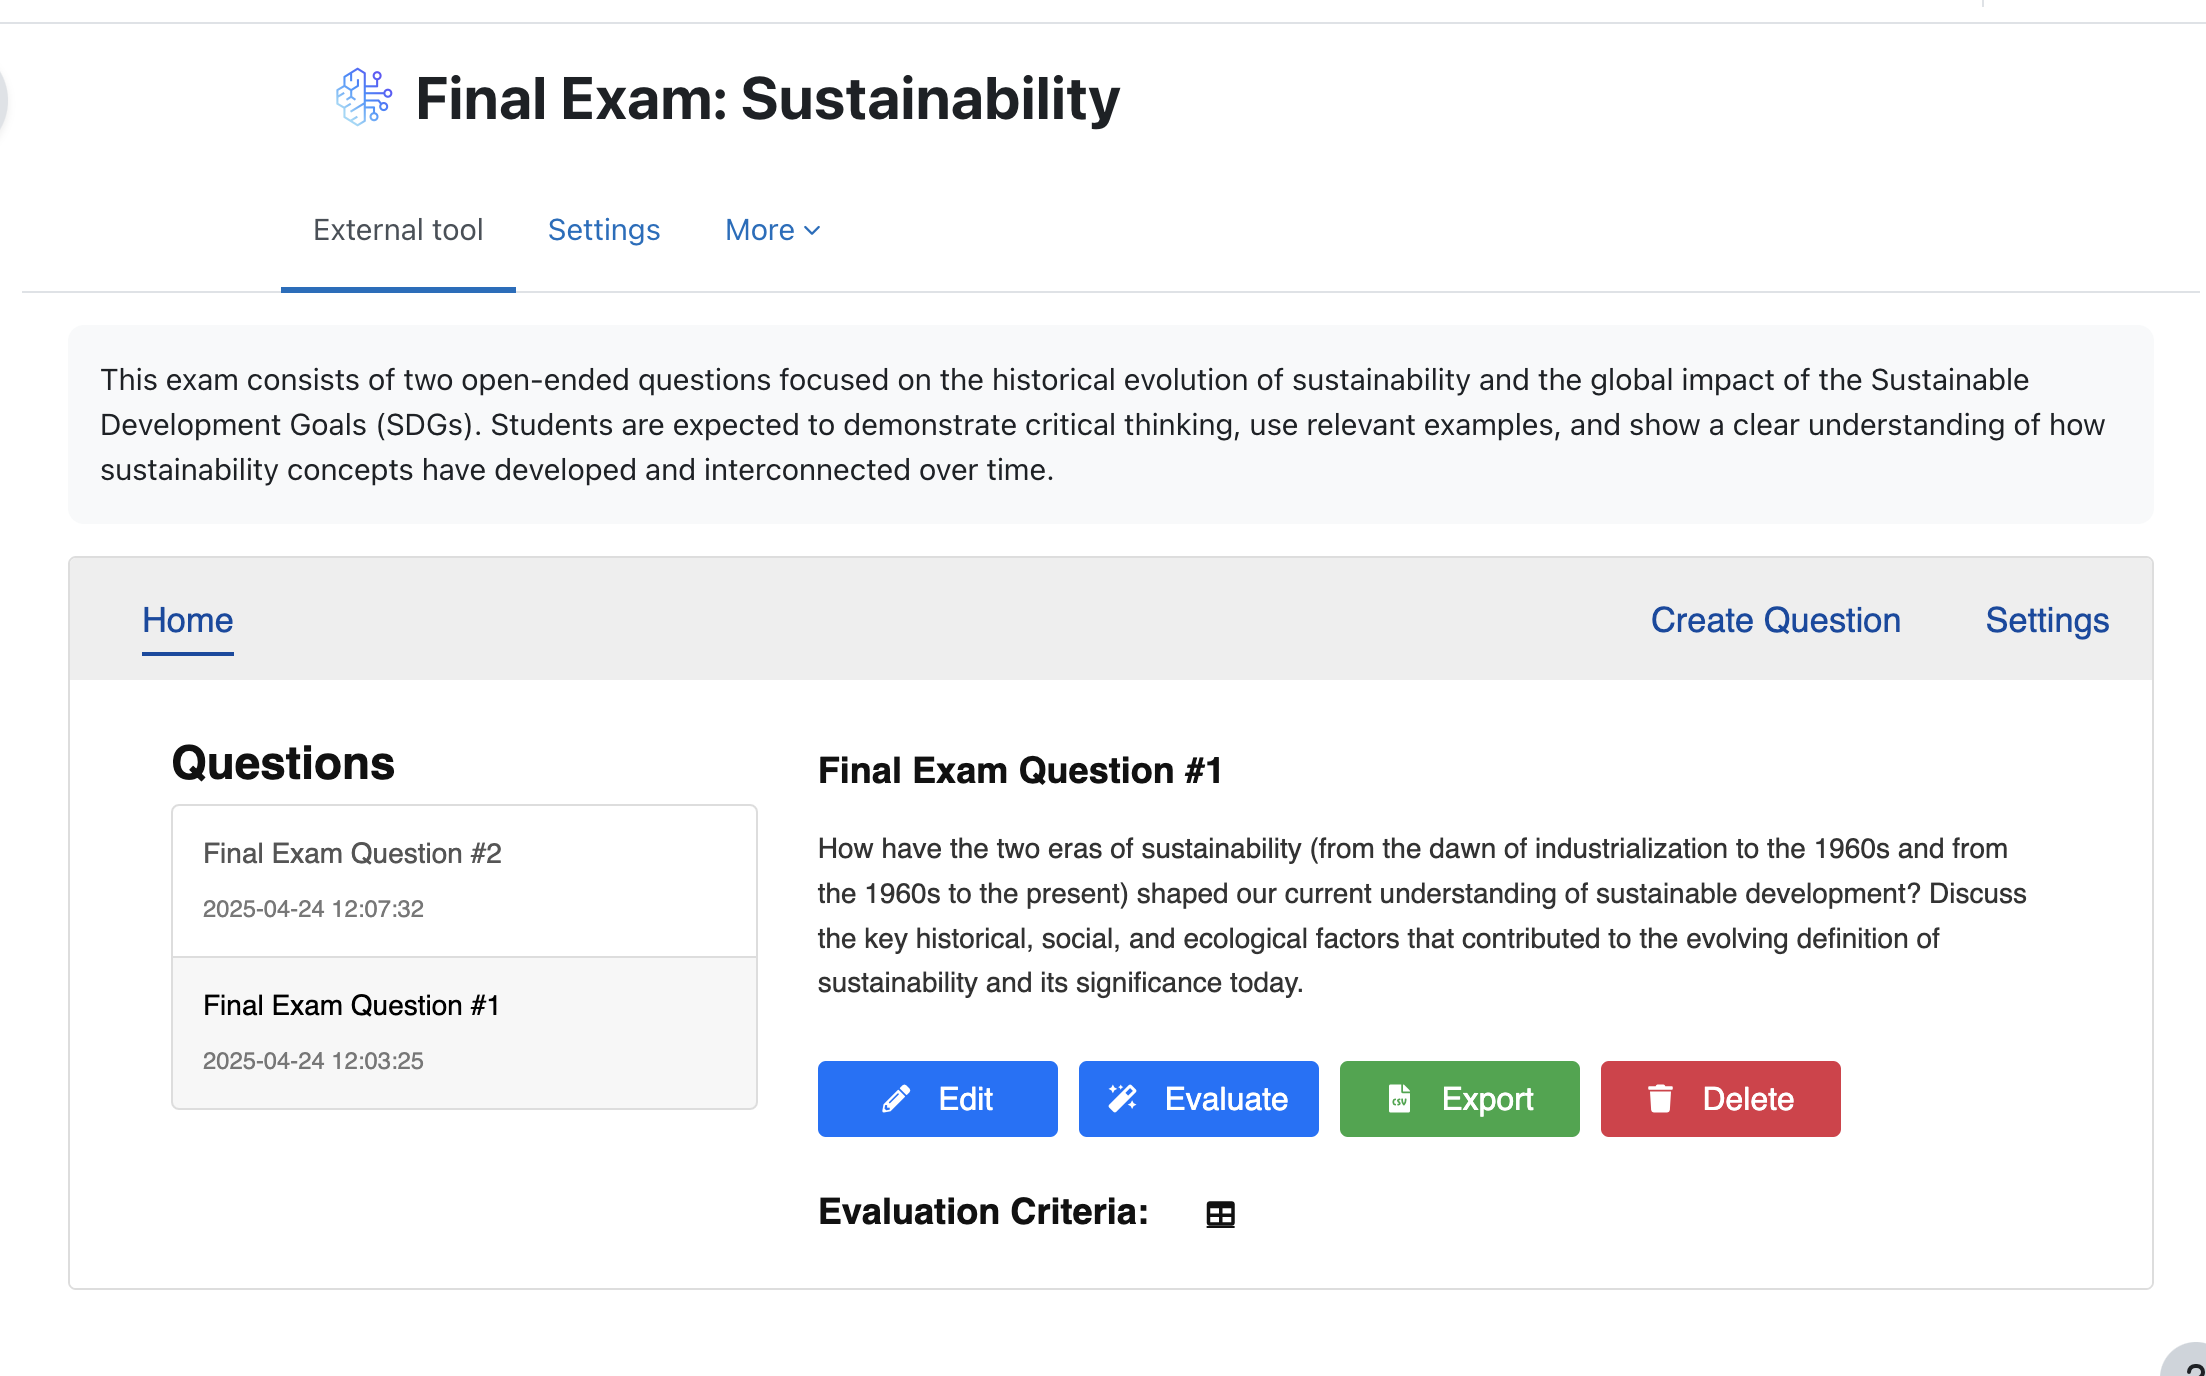 Final Exam: Sustainability
External tool
Settings
More
This exam consists of two open-ended questions focused on the historical evolution of sustainability and the global impact of the Sustainable
Development Goals (SDGs). Students are expected to demonstrate critical thinking, use relevant examples, and show a clear understanding of how
sustainability concepts have developed and interconnected over time.
Home
Create Question
Settings
Questions
Final Exam Question #2
2025-04-24 12:07:32
Final Exam Question #1
2025-04-24 12:03:25
Final Exam Question #1
How have the two eras of sustainability (from the dawn of industrialization to the 1960s and from
the 1960s to the present) shaped our current understanding of sustainable development? Discuss
the key historical, social, and ecological factors that contributed to the evolving definition of
sustainability and its significance today.
Edit
Evaluate
CSV
Export
Delete
Evaluation Criteria: